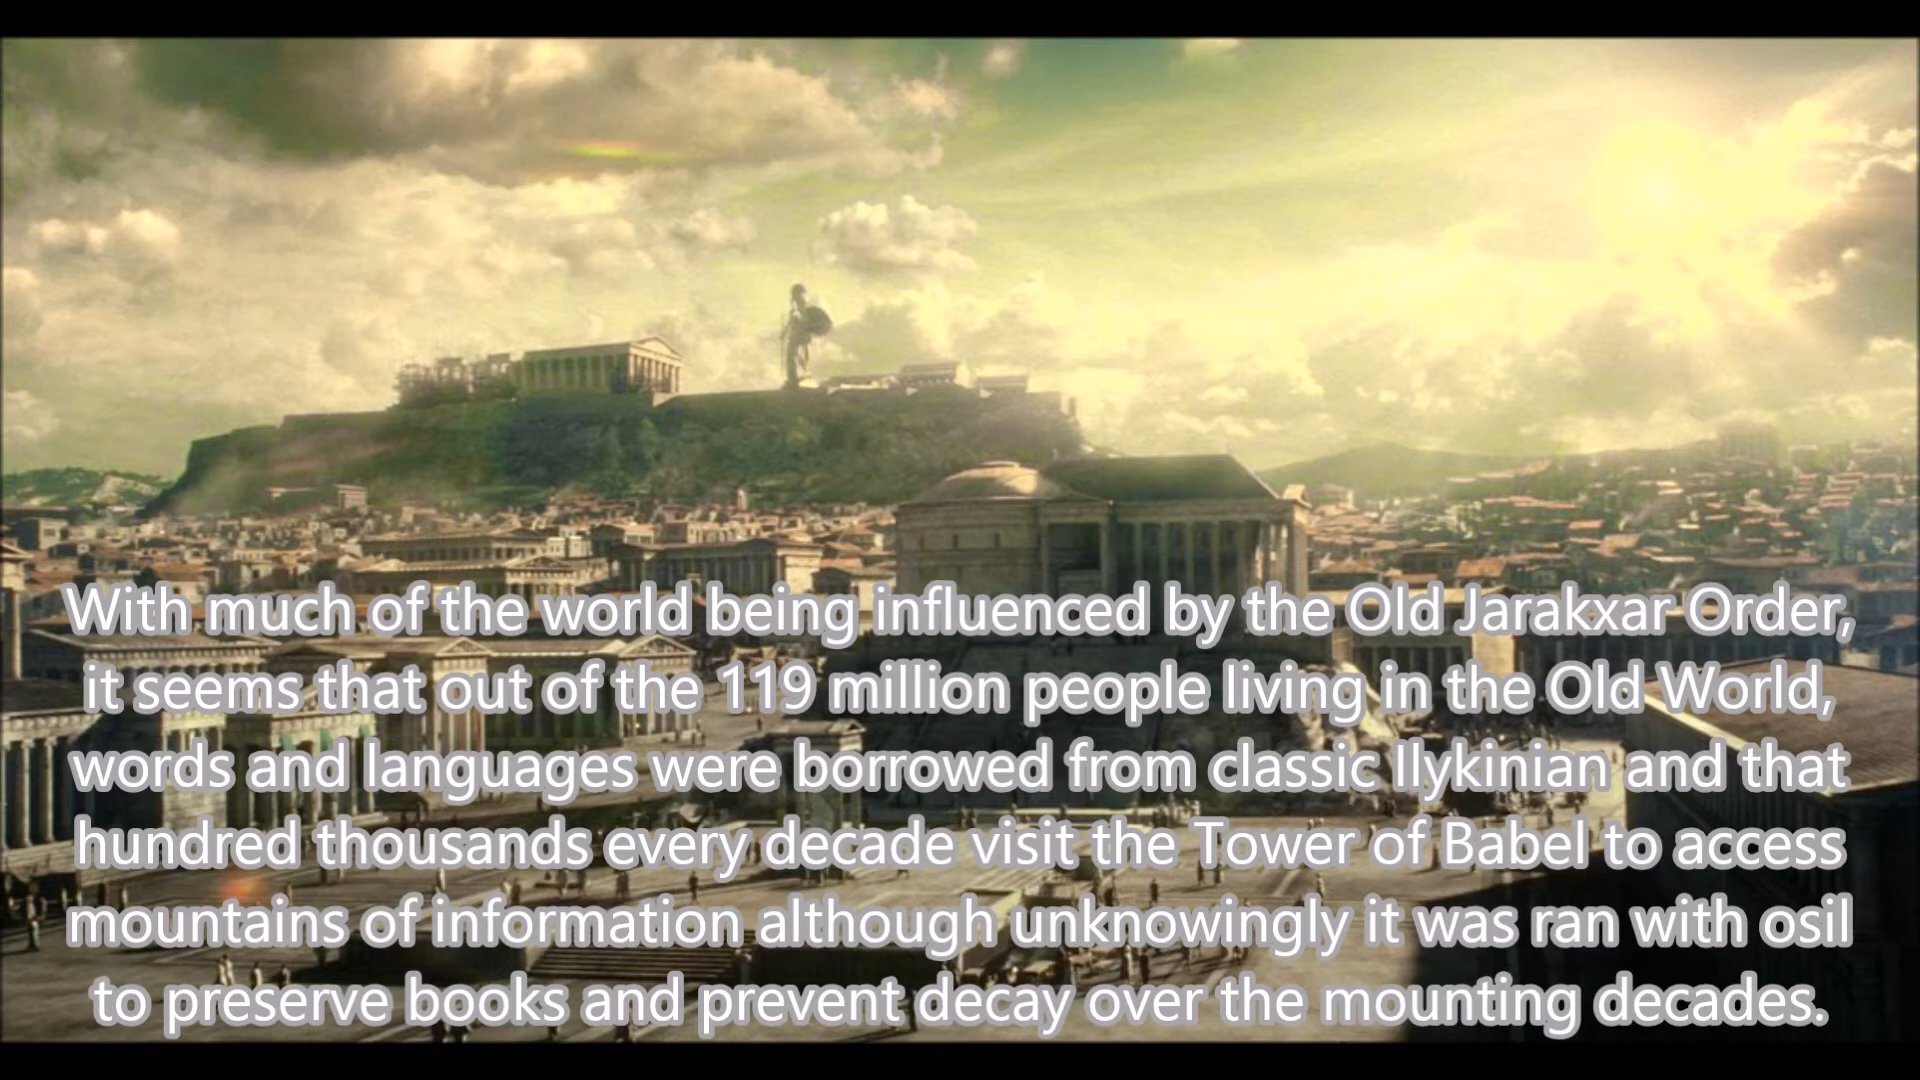 With much of the world being influenced by the Old Jarakxar Order,
it seems that out of the 119 million people living in the Old World,
words and languages were borrowed from classic Ilykinian and that
hundred thousands every decade visit the Tower of Babel to access
mountains of information although unknowingly it was ran with osil
to preserve books and prevent decay over the mounting decades.